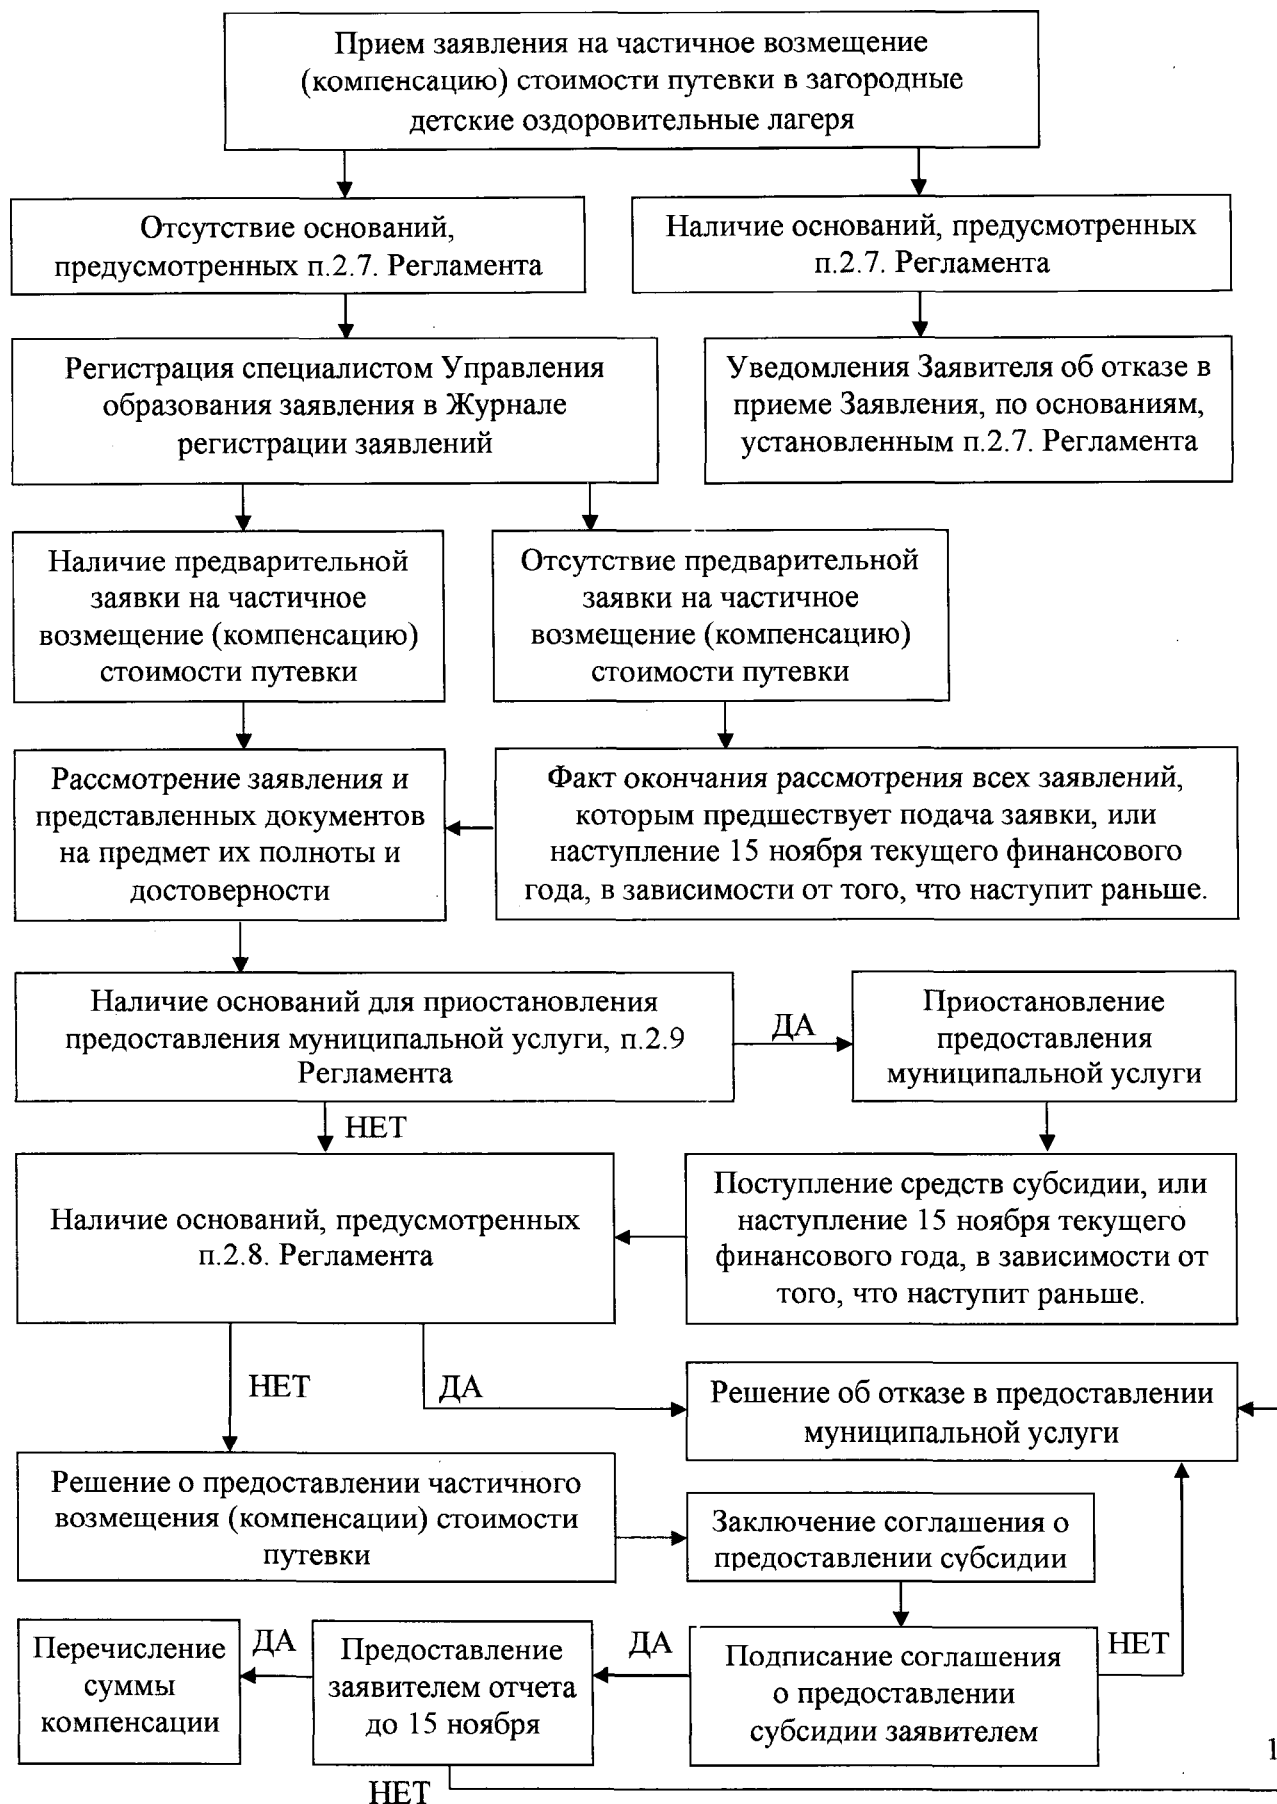 Прием заявления на частичное возмещение
(компенсацию) стоимости путевки в загородные
детские оздоровительные лагеря
Отсутствие оснований,
предусмотренных п.2.7. Регламента
Наличие оснований, предусмотренных
п.2.7. Регламента
Регистрация специалистом Управления
образования заявления в Журнале
регистрации заявлений
Уведомления Заявителя об отказе в
приеме Заявления, по основаниям,
установленным п.2.7. Регламента
Наличие предварительной
заявки на частичное
возмещение (компенсацию)
стоимости путевки
Отсутствие предварительной
заявки на частичное
возмещение (компенсацию)
стоимости путевки
Рассмотрение заявления и
представленных документов
на предмет их полноты и
достоверности
Факт окончания рассмотрения всех заявлений,
которым предшествует подача заявки, или
наступление 15 ноября текущего финансового
года, в зависимости от того, что наступит раньше.
Наличие оснований для приостановления
предоставления муниципальной услуги, п.2.9
Регламента
ДА
Приостановление
предоставления
муниципальной услуги
НЕТ
Наличие оснований, предусмотренных
п.2.8. Регламента
Поступление средств субсидии, или
наступление 15 ноября текущего
финансового года, в зависимости от
того, что наступит раньше.
НЕТ
ДА
Решение об отказе в предоставлении
муниципальной услуги
Решение о предоставлении частичного
возмещения (компенсации) стоимости
путевки
Заключение соглашения о
предоставлении субсидии
Перечисление
суммы
компенсации
ДА
Предоставление
заявителем отчета
до 15 ноября
ДА
Подписание соглашения
о предоставлении
субсидии заявителем
НЕТ
1
НЕТ